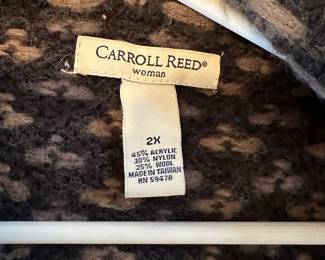 CARROLL REED®
woman
2X
45% ACRYLIC
30% NYLON
25% WOOL
MADE IN TAIWAN
RN 59478